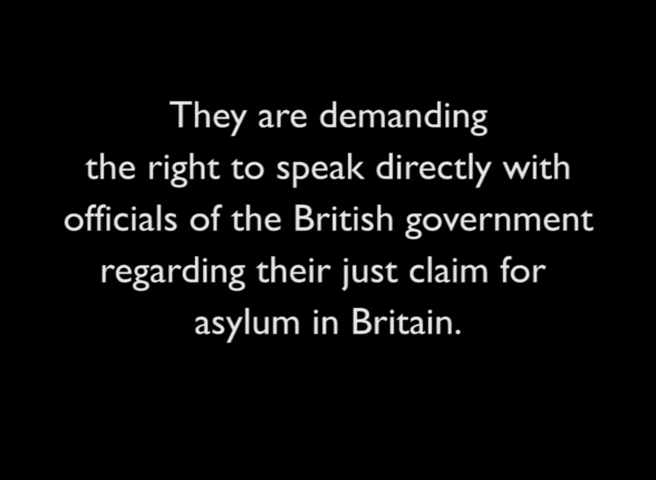 They are demanding
the right to speak directly with
officials of the British government
regarding their just claim for
asylum in Britain.